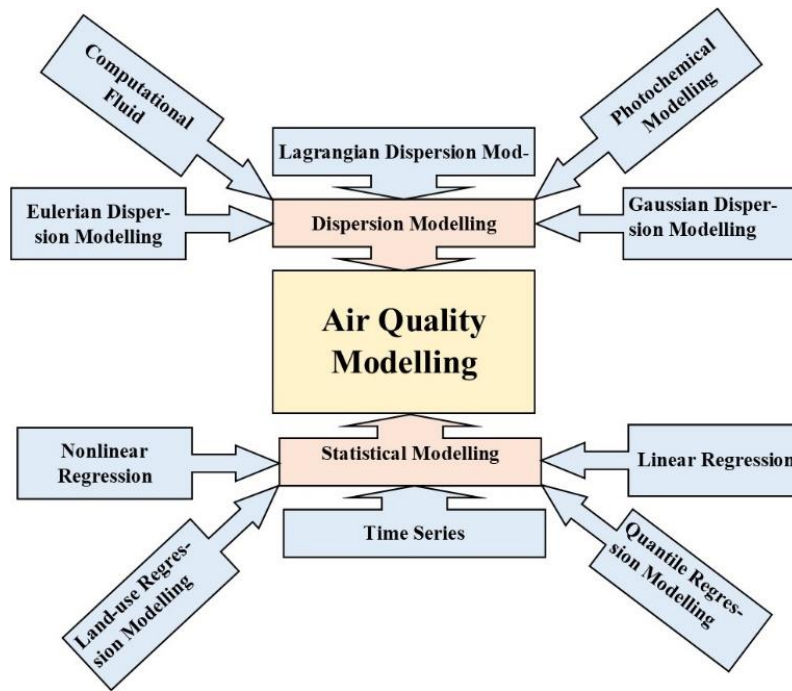 Computational
Fluid
Photochemical
Modelling
Lagrangian Dispersion Mod-
Eulerian Disper-
sion Modelling
Dispersion Modelling
Gaussian Disper-
sion Modelling
Air Quality
Modelling
Nonlinear
Regression
Statistical Modelling
Linear Regression
Time Series
Land-use Regres-
sion Modelling
Quantile Regres-
sion Modelling